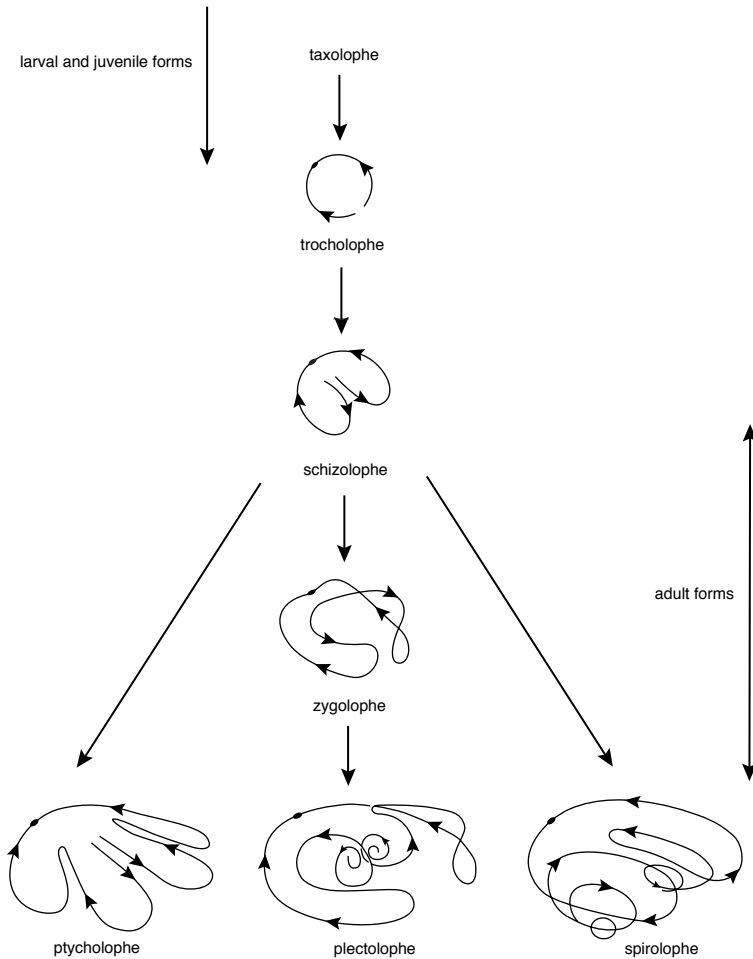 larval and juvenile forms
taxolophe
trocholophe
schizolophe
adult forms
zygolophe
ptycholophe
plectolophe
spirolophe